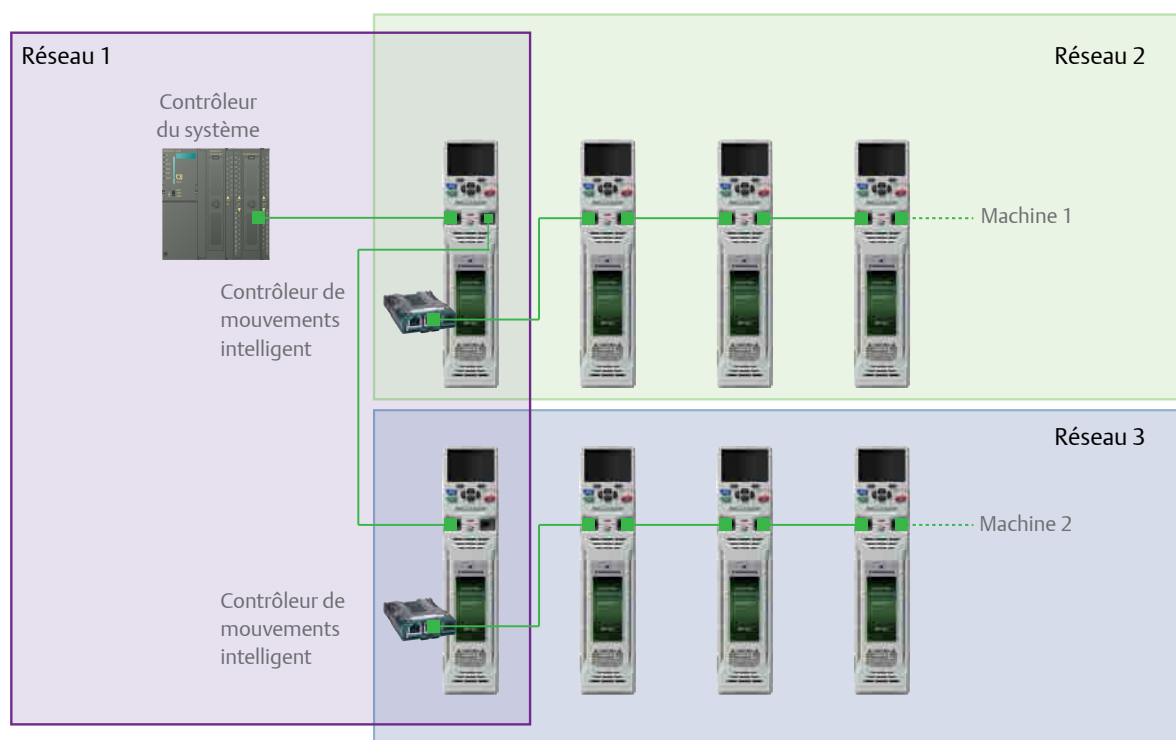 Réseau 1
Réseau 2
Contrôleur
du système
Machine 1
Contrôleur de
mouvements
intelligent
Réseau 3
Machine 2
Contrôleur de
mouvements
intelligent